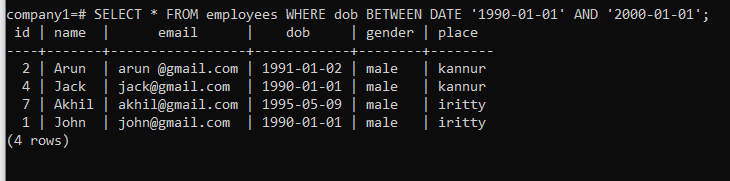 company1=# SELECT * FROM employees WHERE dob BETWEEN DATE '1990-01-01' AND '2000-01-01';
 id | name  |      email      |    dob     | gender | place
----+-------+-----------------+------------+--------+--------
  2 | Arun  | arun @gmail.com | 1991-01-02 | male   | kannur
  4 | Jack  | jack@gmail.com  | 1990-01-01 | male   | kannur
  7 | Akhil | akhil@gmail.com | 1995-05-09 | male   | iritty
  1 | John  | john@gmail.com  | 1990-01-01 | male   | iritty
(4 rows)